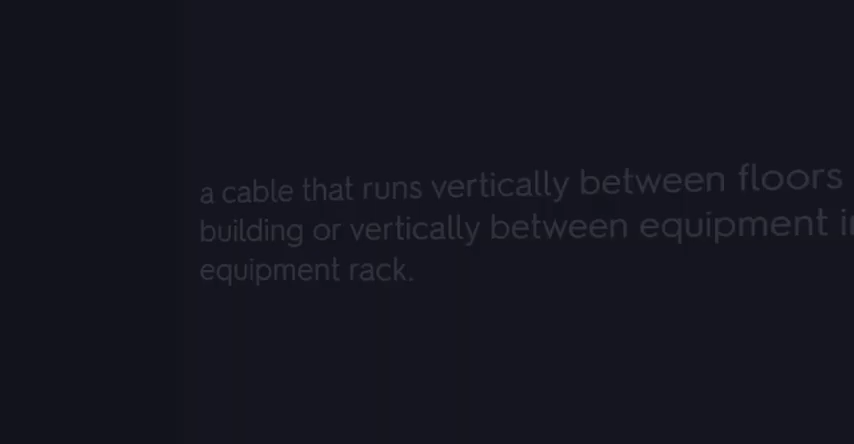 a cable that runs vertically between floors
building or vertically between equipment
equipment rack.